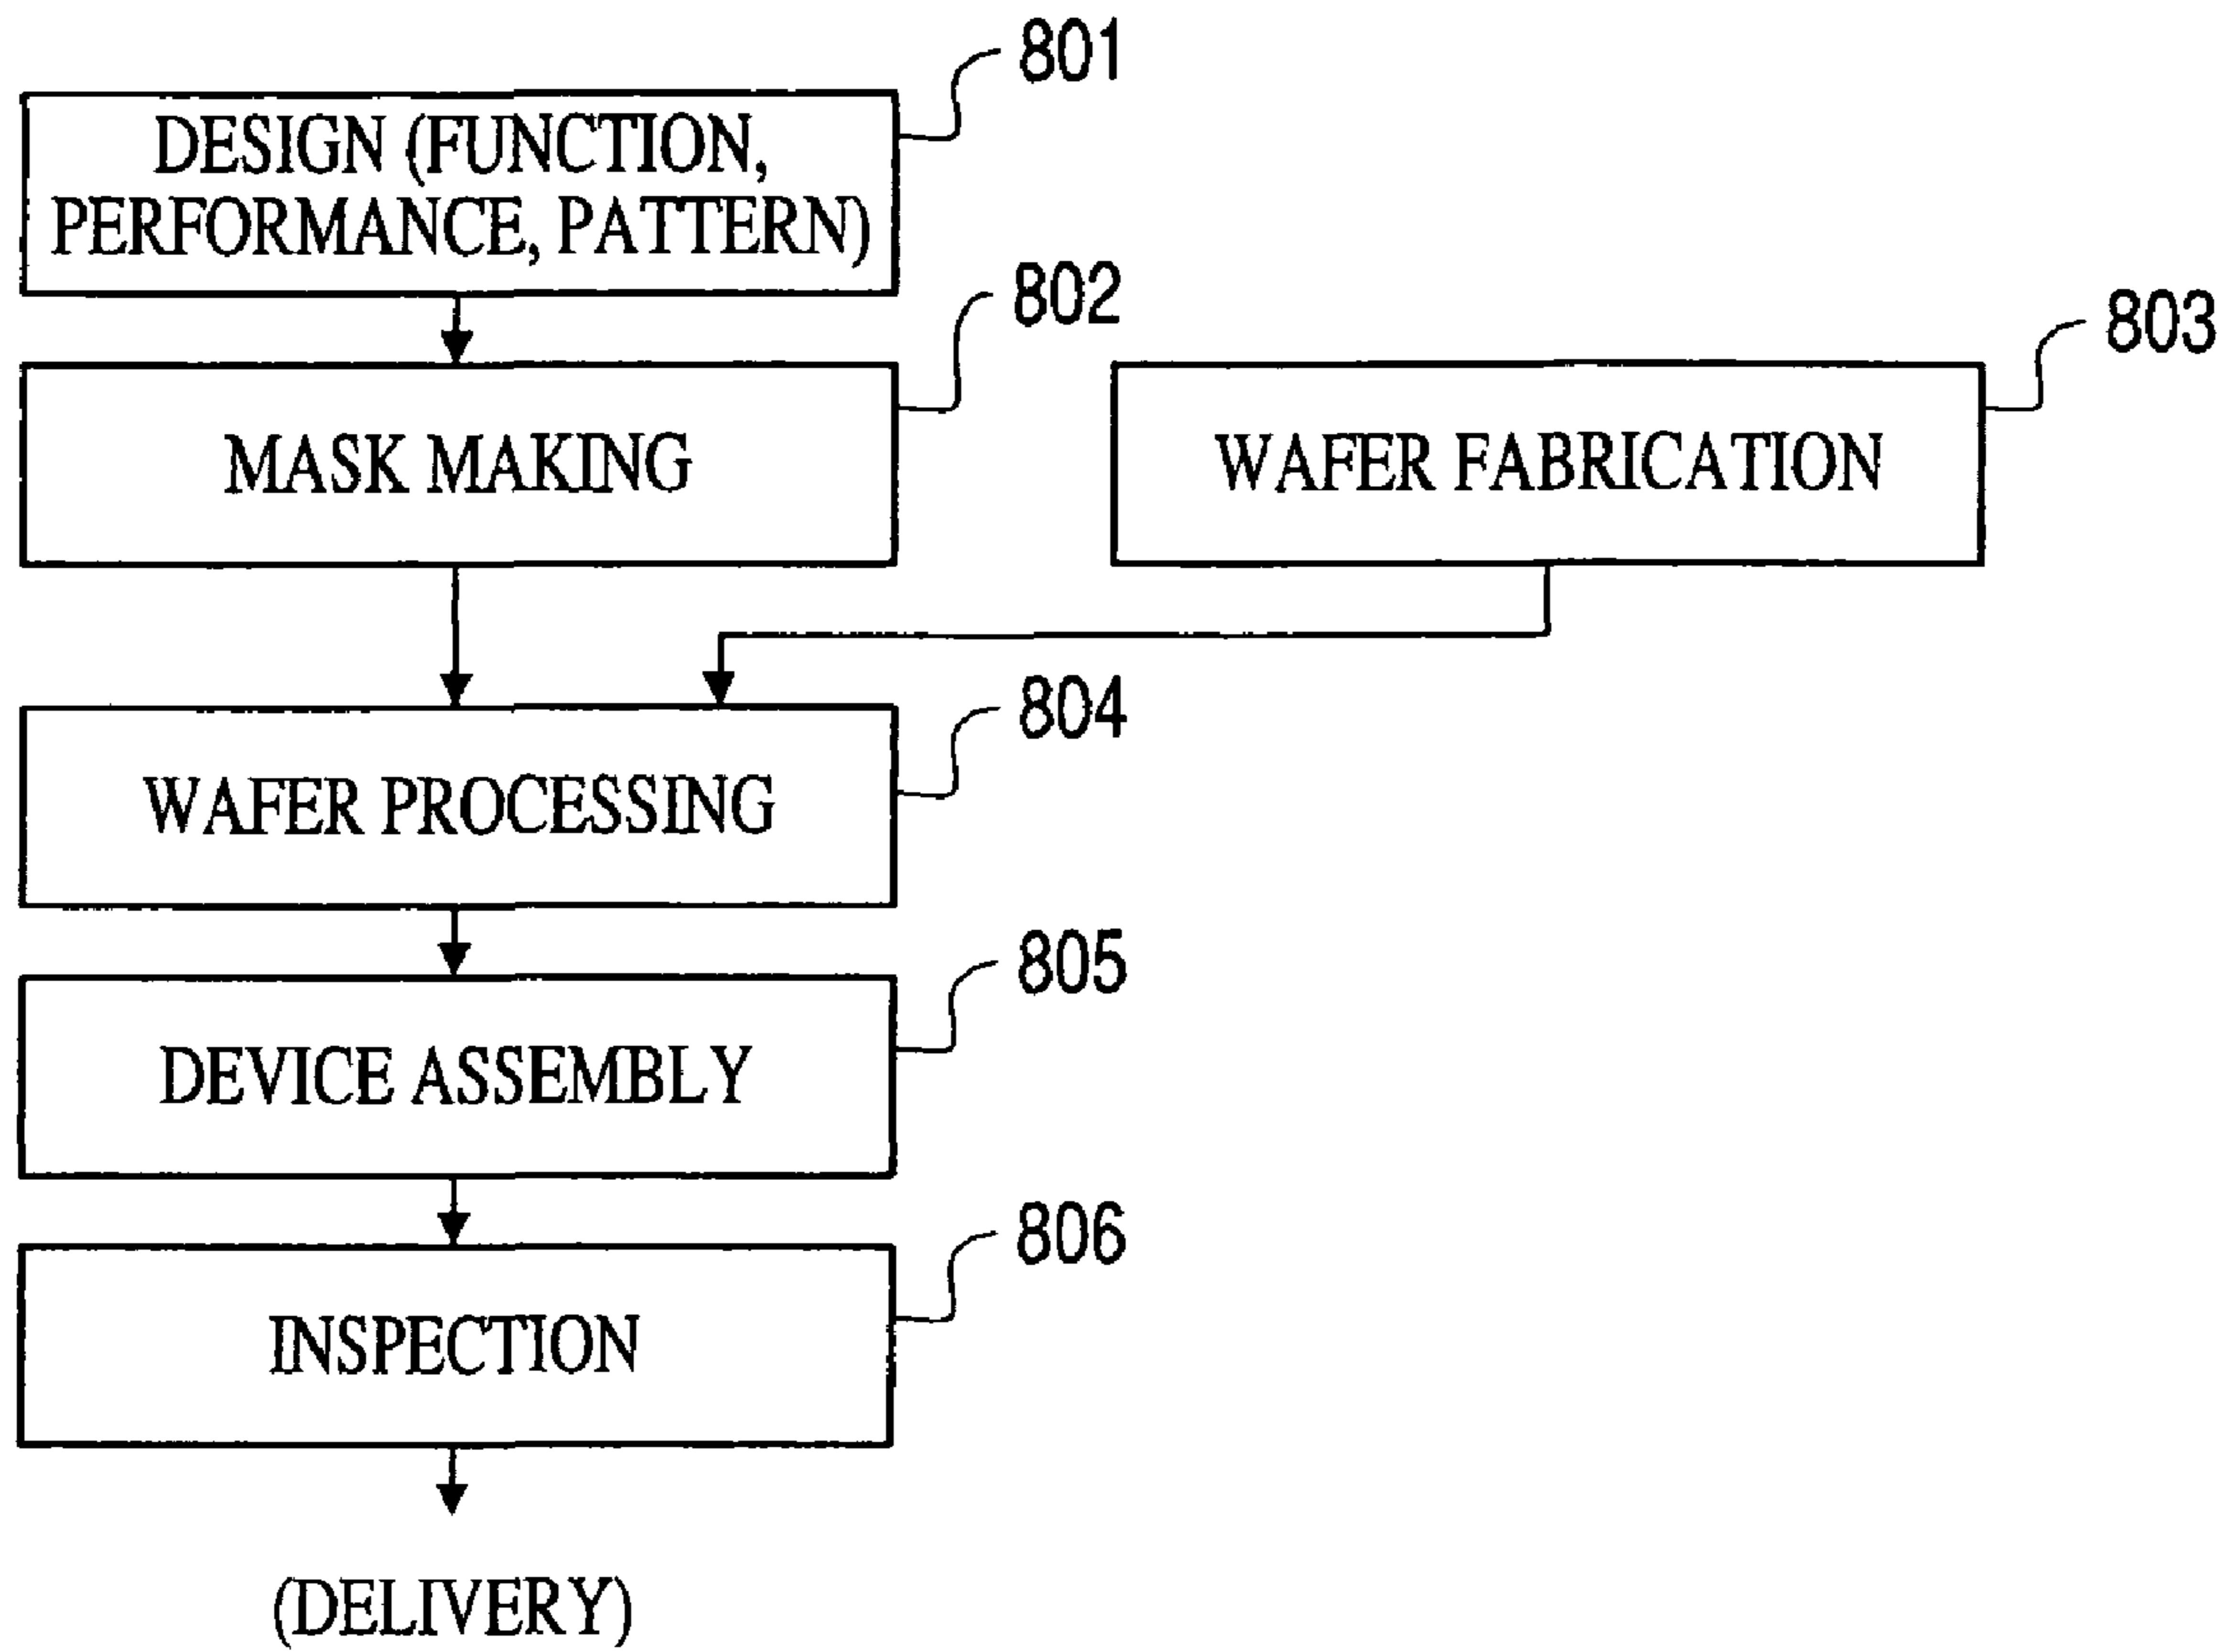 801
DESIGN (FUNCTION,
PERFORMANCE, PATTERN)
802
MASK MAKING
803
WAFER FABRICATION
804
WAFER PROCESSING
805
DEVICE ASSEMBLY
806
INSPECTION
(DELIVERY)